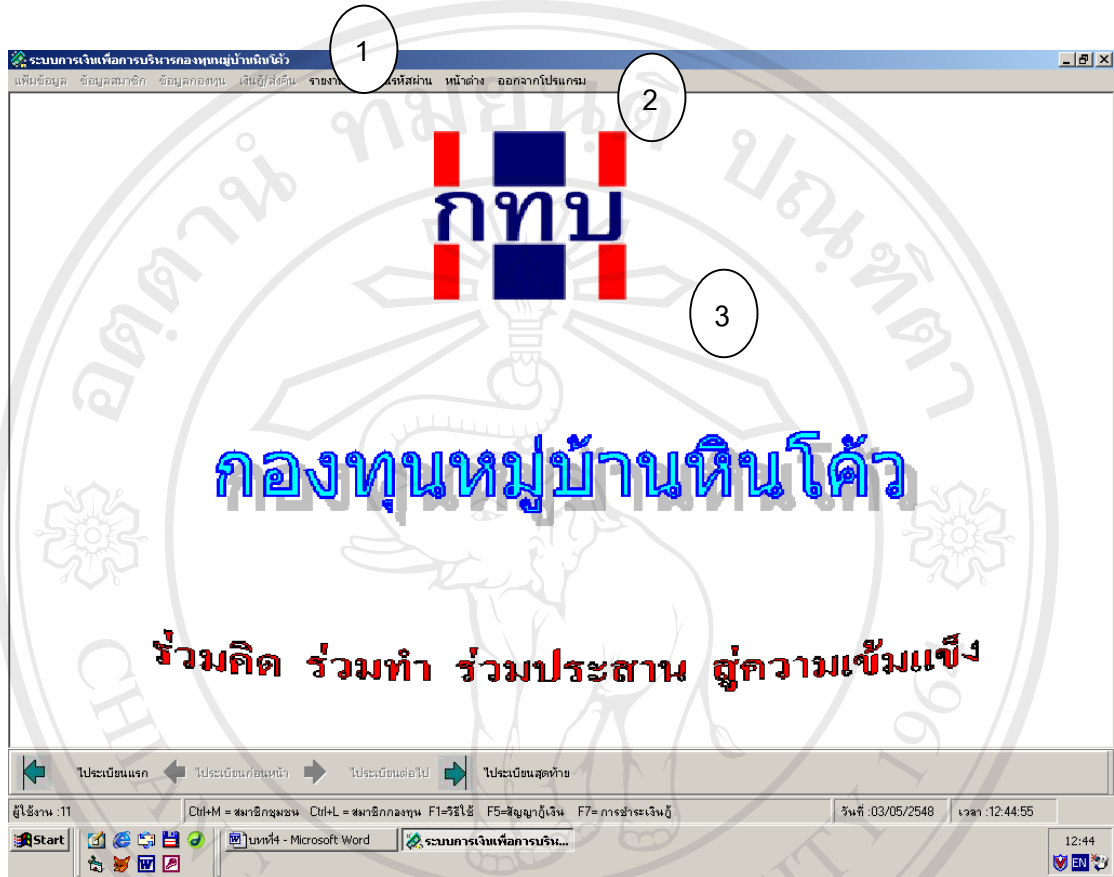 1
ระบบการเงินเพื่อการบริหารกองทุนหมู่บ้านหินโค้ว
แฟ้มข้อมูล ข้อมูลสมาชิก ข้อมูลกองทุน เงินกู้/ส่งคืน รายงาน นรหัสผ่าน หน้าต่าง ออกจากโปรแกรม
2
กทบ
3
กองทุนหมู่บ้านหินโค้ว
ร่วมคิด ร่วมทำ ร่วมประสาน สู่ความเข้มแข็ง
ไประเบียนแรก ไประเบียนก่อนหน้า ไประเบียนต่อไป ไประเบียนสุดท้าย
ผู้ใช้งาน :11 Ctrl+M = สมาชิกชุมชน Ctrl+L = สมาชิกกองทุน F1=วิธีใช้ F5=สัญญากู้เงิน F7= การชำระเงินกู้ วันที่ :03/05/2548 เวลา :12:44:55
Start บทที่4 - Microsoft Word ระบบการเงินเพื่อการบริห... 12:44
EN